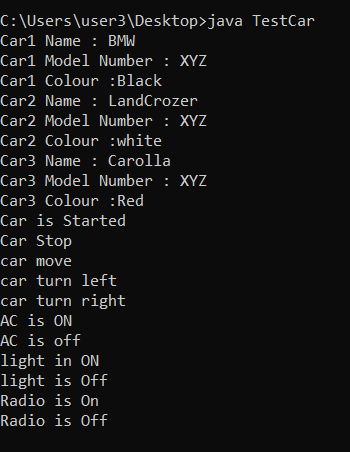 C:\Users\user3\Desktop>java TestCar
Car1 Name : BMW
Car1 Model Number : XYZ
Car1 Colour :Black
Car2 Name : LandCrozer
Car2 Model Number : XYZ
Car2 Colour :white
Car3 Name : Carolla
Car3 Model Number : XYZ
Car3 Colour :Red
Car is Started
Car Stop
car move
car turn left
car turn right
AC is ON
AC is off
light in ON
light is Off
Radio is On
Radio is Off